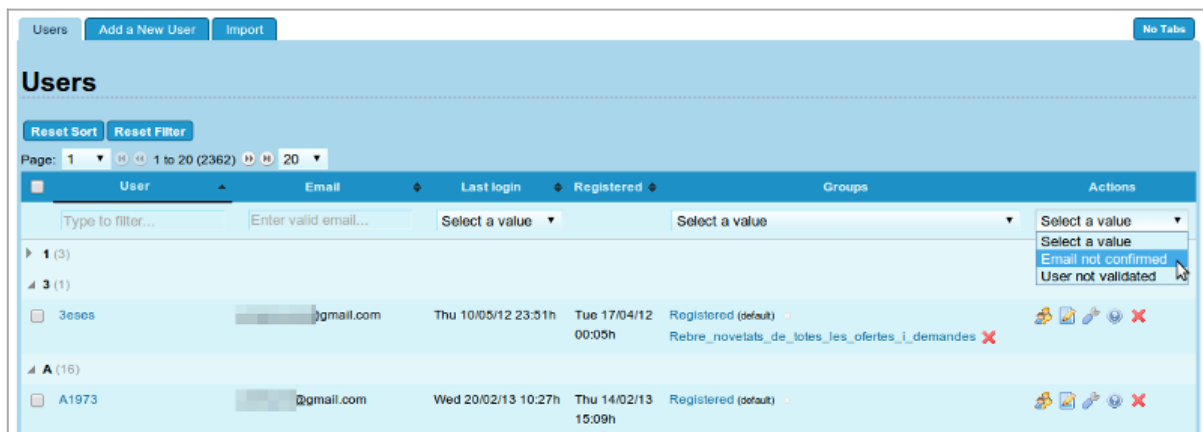 Users Add a New User Import No Tabs
Users
Reset Sort Reset Filter
Page: 1 1 to 20 (2362) 20
User Email Last login Registered Groups Actions
Type to filter... Enter valid email... Select a value Select a value Select a value
Select a value
1 (3)
Email not confirmed
User not validated
3 (1)
3eses @gmail.com Thu 10/05/12 23:51h Tue 17/04/12 Registered (default)
00:05h Rebre_novetats_de_totes_les_ofertes_i_demandes
A (16)
A1973 @gmail.com Wed 20/02/13 10:27h Thu 14/02/13 Registered (default)
15:09h